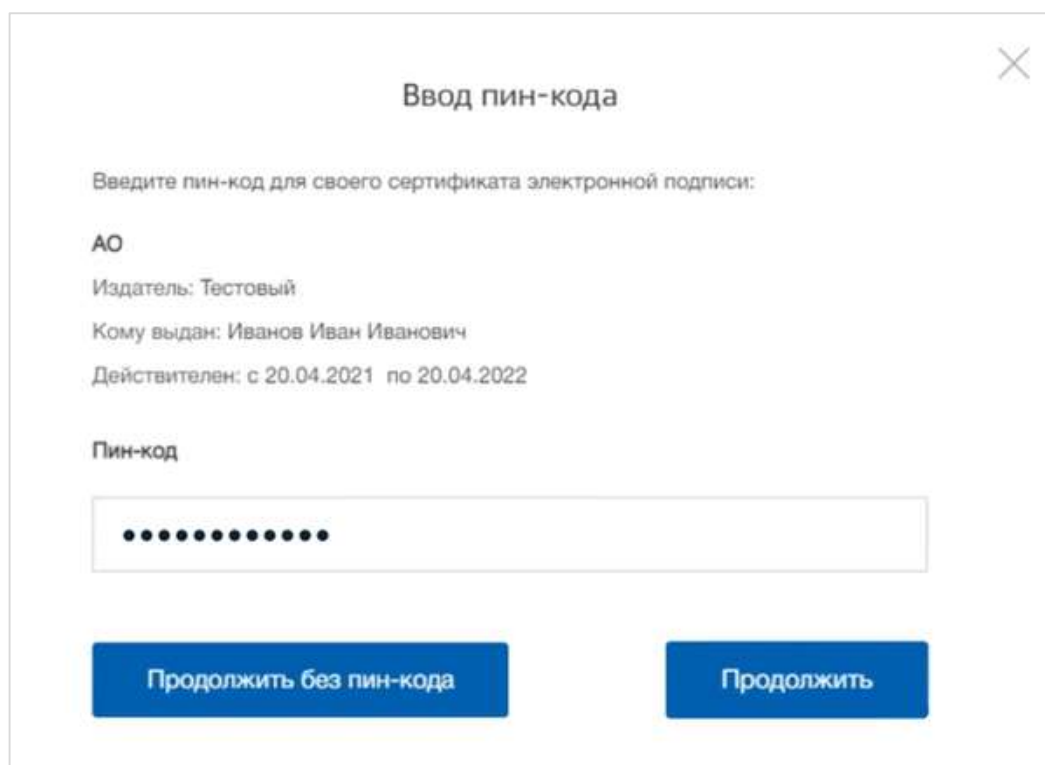 Ввод пин-кода
Введите пин-код для своего сертификата электронной подписи:
АО
Издатель: Тестовый
Кому выдан: Иванов Иван Иванович
Действителен: с 20.04.2021 по 20.04.2022
Пин-код
••••••••••••
Продолжить без пин-кода
Продолжить